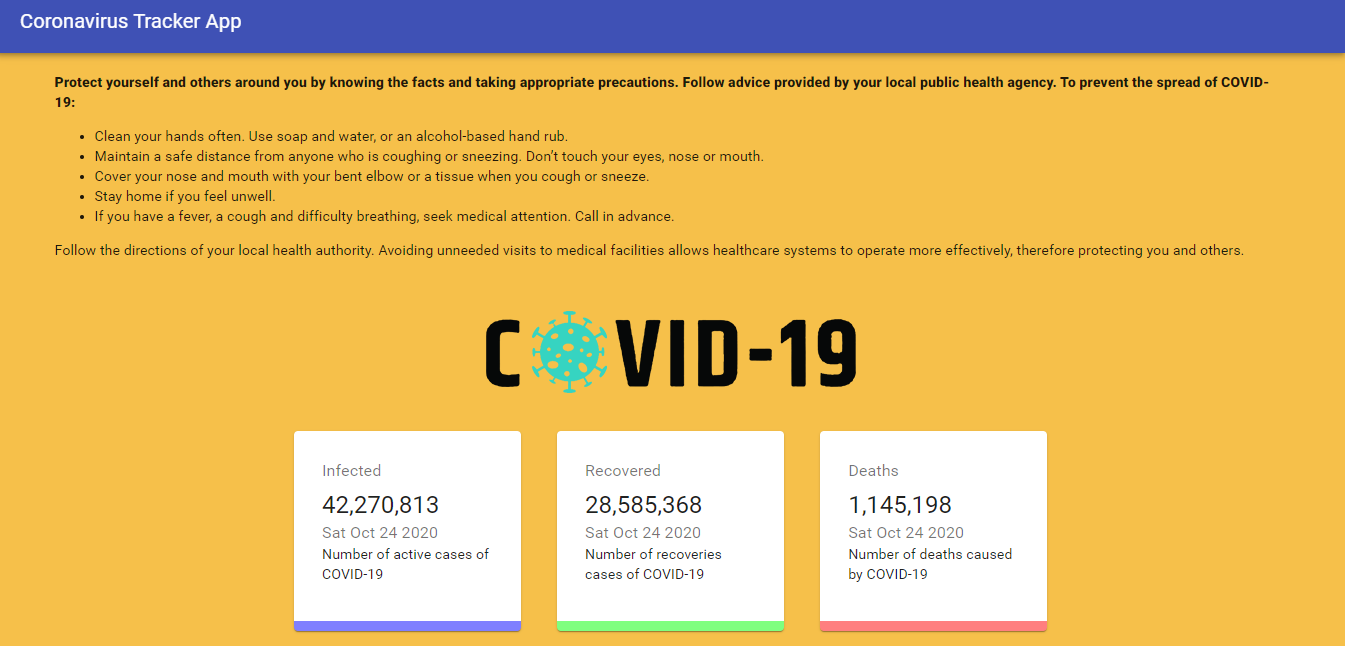 Coronavirus Tracker App
Protect yourself and others around you by knowing the facts and taking appropriate precautions. Follow advice provided by your local public health agency. To prevent the spread of COVID-
19:
• Clean your hands often. Use soap and water, or an alcohol-based hand rub.
• Maintain a safe distance from anyone who is coughing or sneezing. Don’t touch your eyes, nose or mouth.
• Cover your nose and mouth with your bent elbow or a tissue when you cough or sneeze.
• Stay home if you feel unwell.
• If you have a fever, a cough and difficulty breathing, seek medical attention. Call in advance.
Follow the directions of your local health authority. Avoiding unneeded visits to medical facilities allows healthcare systems to operate more effectively, therefore protecting you and others.
COVID-19
Infected
42,270,813
Sat Oct 24 2020
Number of active cases of
COVID-19
Recovered
28,585,368
Sat Oct 24 2020
Number of recoveries
cases of COVID-19
Deaths
1,145,198
Sat Oct 24 2020
Number of deaths caused
by COVID-19